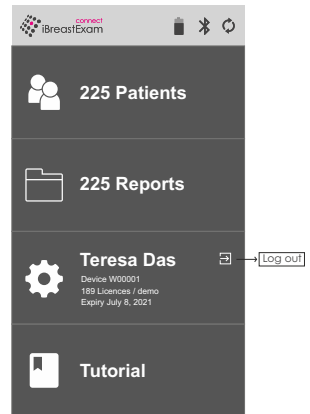 connect
iBreastExam
225 Patients
225 Reports
Teresa Das
Device W00001
189 Licences / demo
Expiry July 8, 2021
Log out
Tutorial